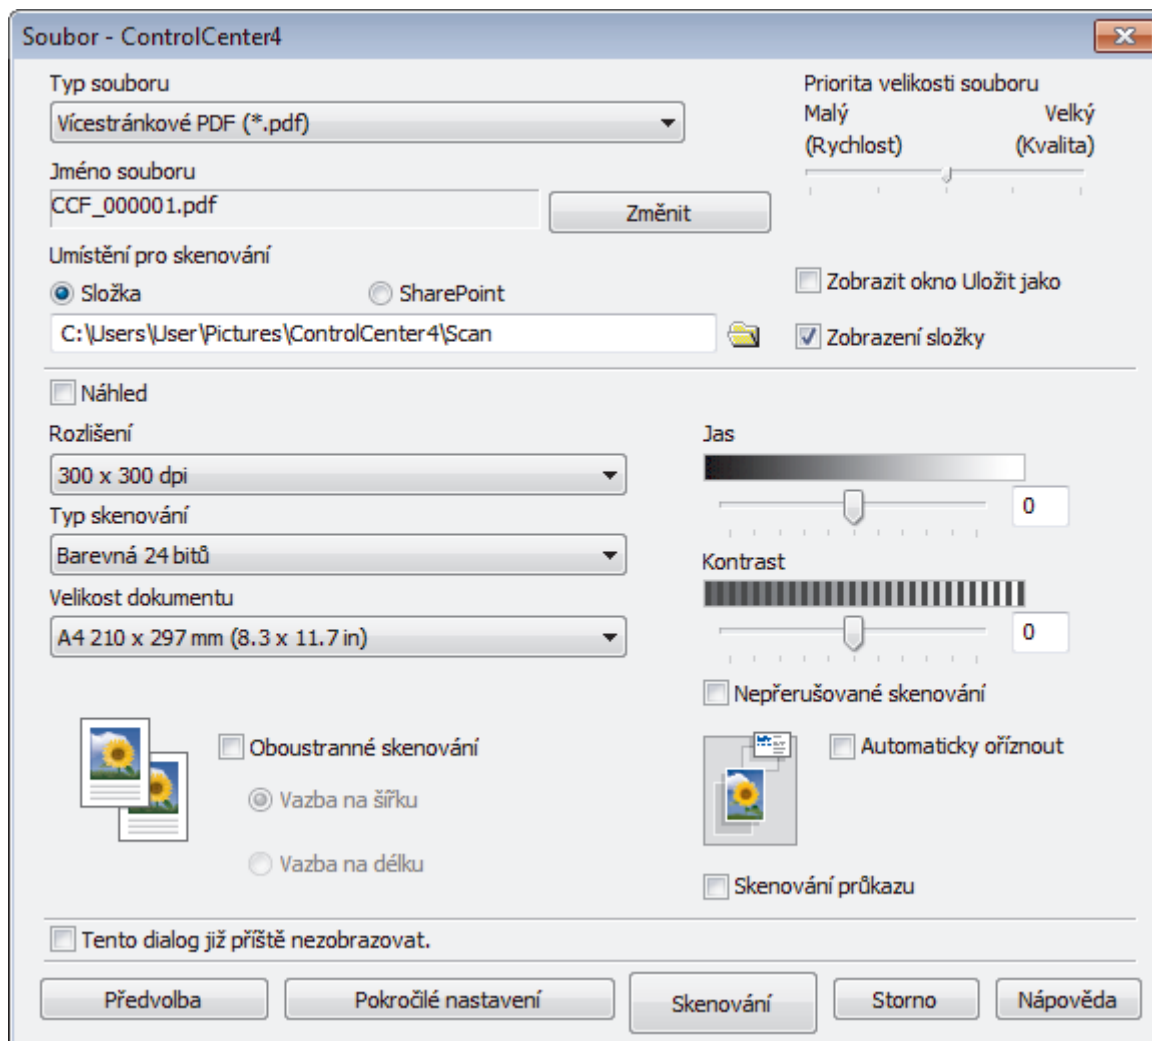 Soubor - ControlCenter4
Typ souboru
Vícestránkové PDF (*.pdf)
Priorita velikosti souboru
Malý Velký
(Rychlost) (Kvalita)
Jméno souboru
CCF_000001.pdf
Změnit
Umístění pro skenování
Složka SharePoint
Zobrazit okno Uložit jako
C:\Users\User\Pictures\ControlCenter4\Scan
Zobrazení složky
Náhled
Rozlišení
300 x 300 dpi
Typ skenování
Barevná 24 bitů
Velikost dokumentu
A4 210 x 297 mm (8.3 x 11.7 in)
Jas
0
Kontrast
0
Nepřerušované skenování
Oboustranné skenování
Vazba na šířku
Vazba na délku
Automaticky oříznout
Skenování průkazu
Tento dialog již příště nezobrazovat.
Předvolba Pokročilé nastavení Skenování Storno Nápověda